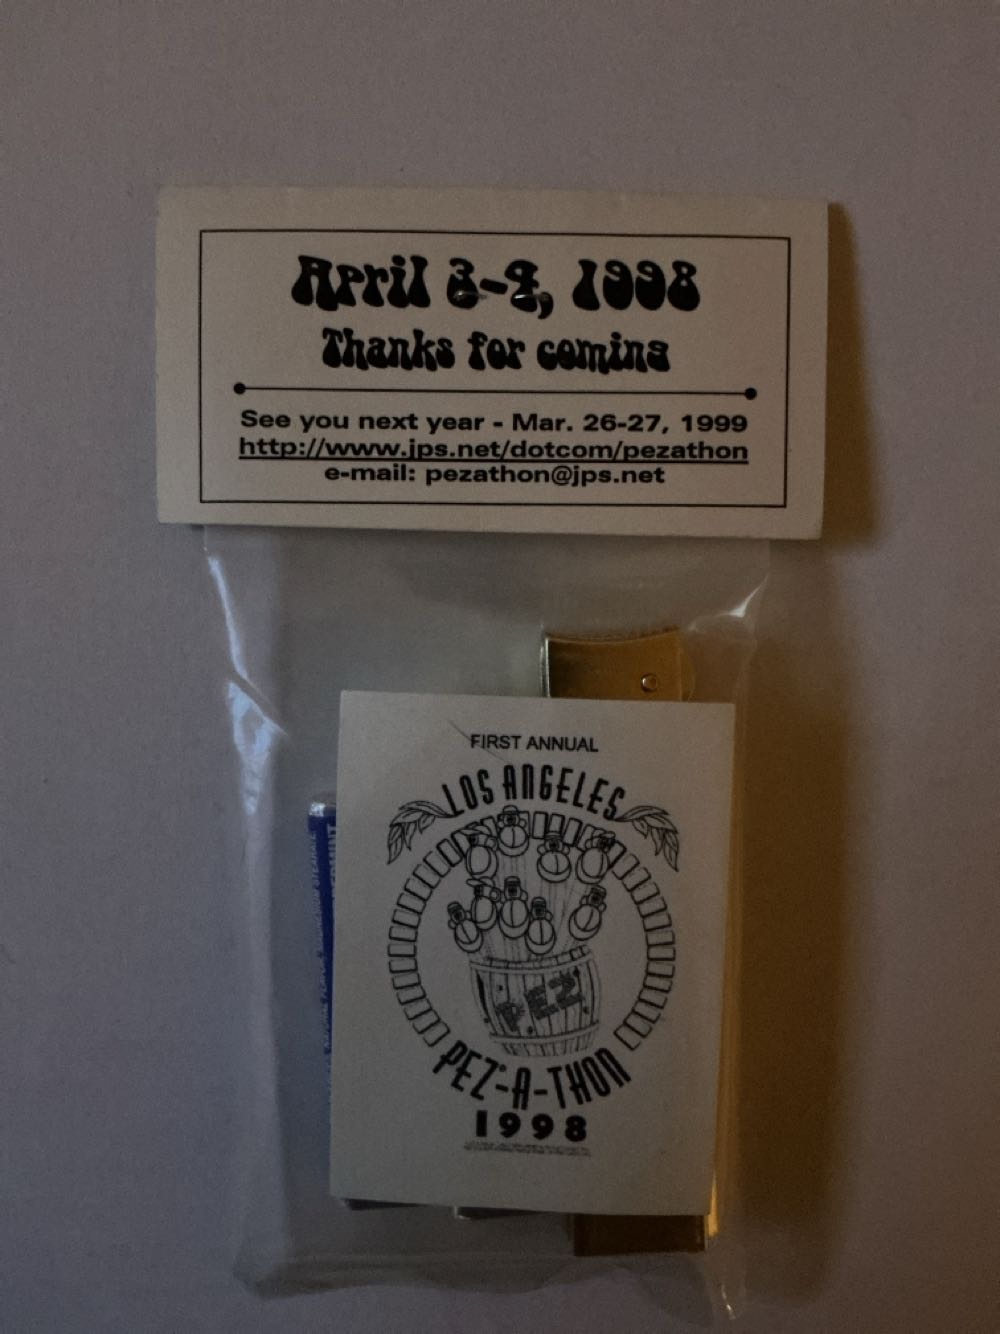 April 3-4, 1998
Thanks for coming
See you next year - Mar. 26-27, 1999
http://www.jps.net/dotcom/pezathon
e-mail: pezathon@jps.net
FIRST ANNUAL
LOS ANGELES
PEZ-A-THON
1998